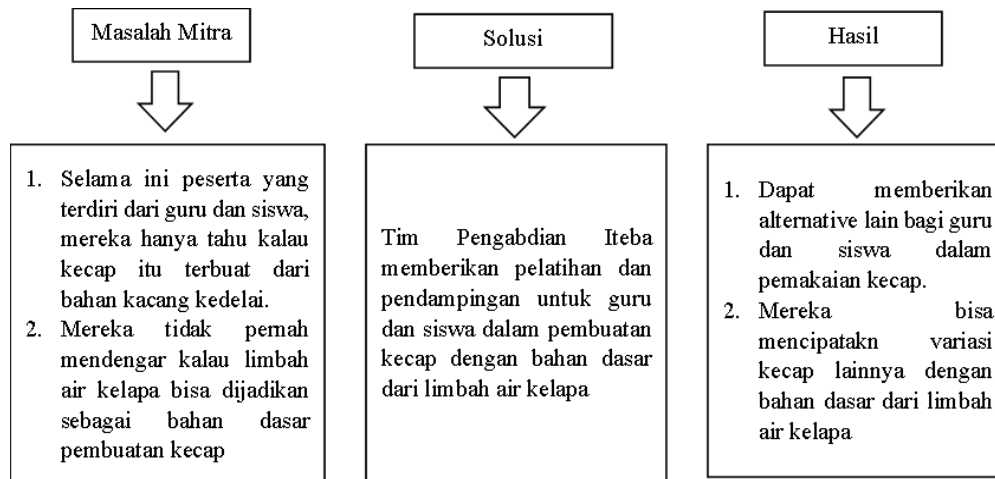 Masalah Mitra
1. Selama ini peserta yang
terdiri dari guru dan siswa,
mereka hanya tahu kalau
kecap itu terbuat dari
bahan kacang kedelai.
2. Mereka tidak pernah
mendengar kalau limbah
air kelapa bisa dijadikan
sebagai bahan dasar
pembuatan kecap
Solusi
Tim Pengabdian Iteba
memberikan pelatihan dan
pendampingan untuk guru
dan siswa dalam pembuatan
kecap dengan bahan dasar
dari limbah air kelapa
Hasil
1. Dapat memberikan
alternative lain bagi guru
dan siswa dalam
pemakaian kecap.
2. Mereka bisa
mencipatakn variasi
kecap lainnya dengan
bahan dasar dari limbah
air kelapa